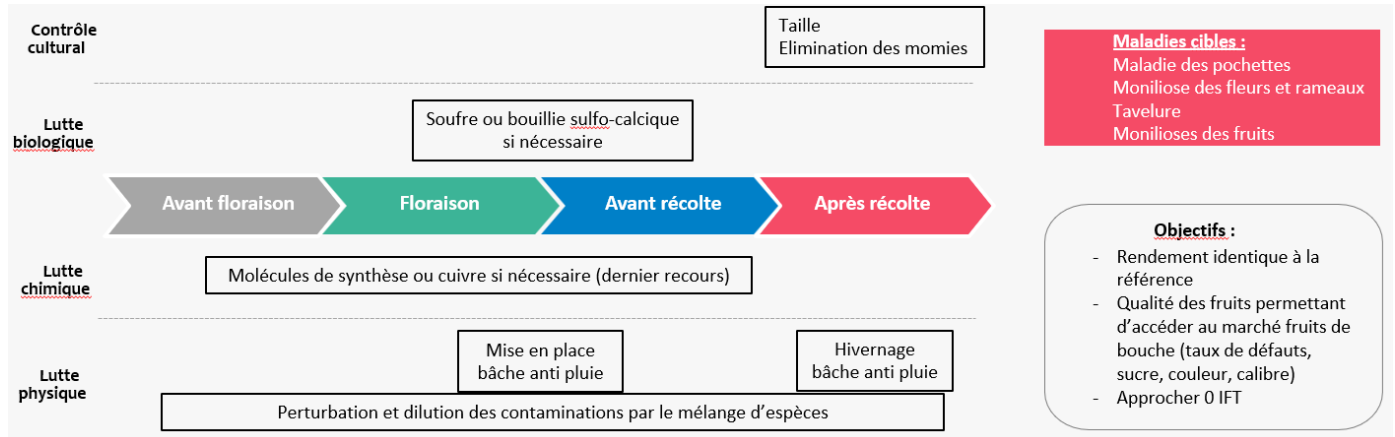 Contrôle
cultural
Taille
Elimination des momies
Lutte
biologique
Soufre ou bouillie sulfo-calcique
si nécessaire
Avant floraison
Floraison
Avant récolte
Après récolte
Lutte
chimique
Molécules de synthèse ou cuivre si nécessaire (dernier recours)
Lutte
physique
Mise en place
bâche anti pluie
Hivernage
bâche anti pluie
Perturbation et dilution des contaminations par le mélange d’espèces
Maladies cibles :
Maladie des pochettes
Moniliose des fleurs et rameaux
Tavelure
Monilioses des fruits
Objectifs :
- Rendement identique à la
référence
- Qualité des fruits permettant
d’accéder au marché fruits de
bouche (taux de défauts,
sucre, couleur, calibre)
- Approcher 0 IFT